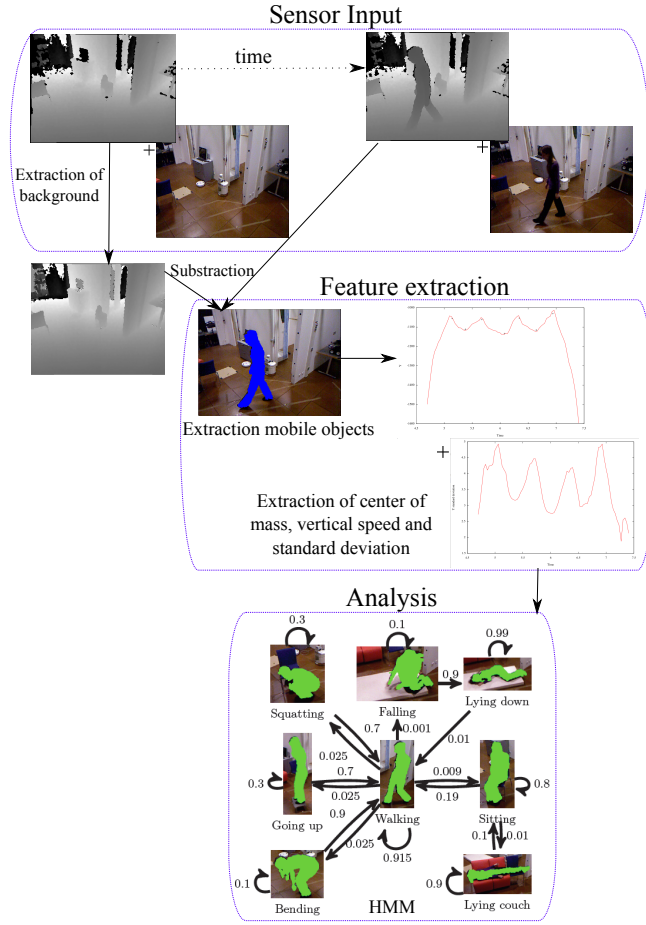 Sensor Input
time
+
+
Extraction of
background
Substraction
Feature extraction
Extraction mobile objects
+
Time
Time
Extraction of center of
mass, vertical speed and
standard deviation
Analysis
0.3
0.1
0.99
0.9
Squatting
Falling
Lying down
0.7
0.001
0.01
0.025
0.7
0.009
0.3
0.8
0.025
0.19
Going up
0.9
Walking
Sitting
0.025
0.1
0.01
0.915
0.1
0.9
Bending
HMM
Lying couch